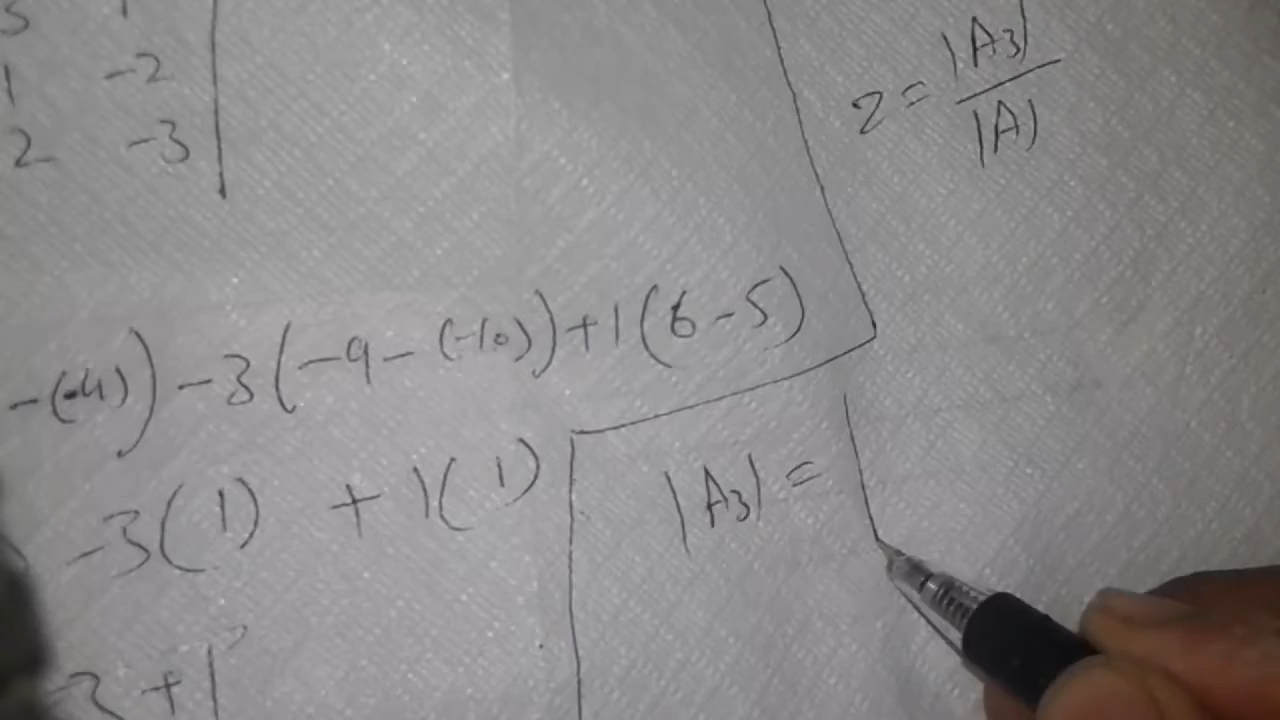 3 1
1 -2
2 -3
z = |A3| / |A|
-(-4)) -3(-9-(-10)) +1(6-5)
-3(1) +1(1)
|A3| =
-3 +1